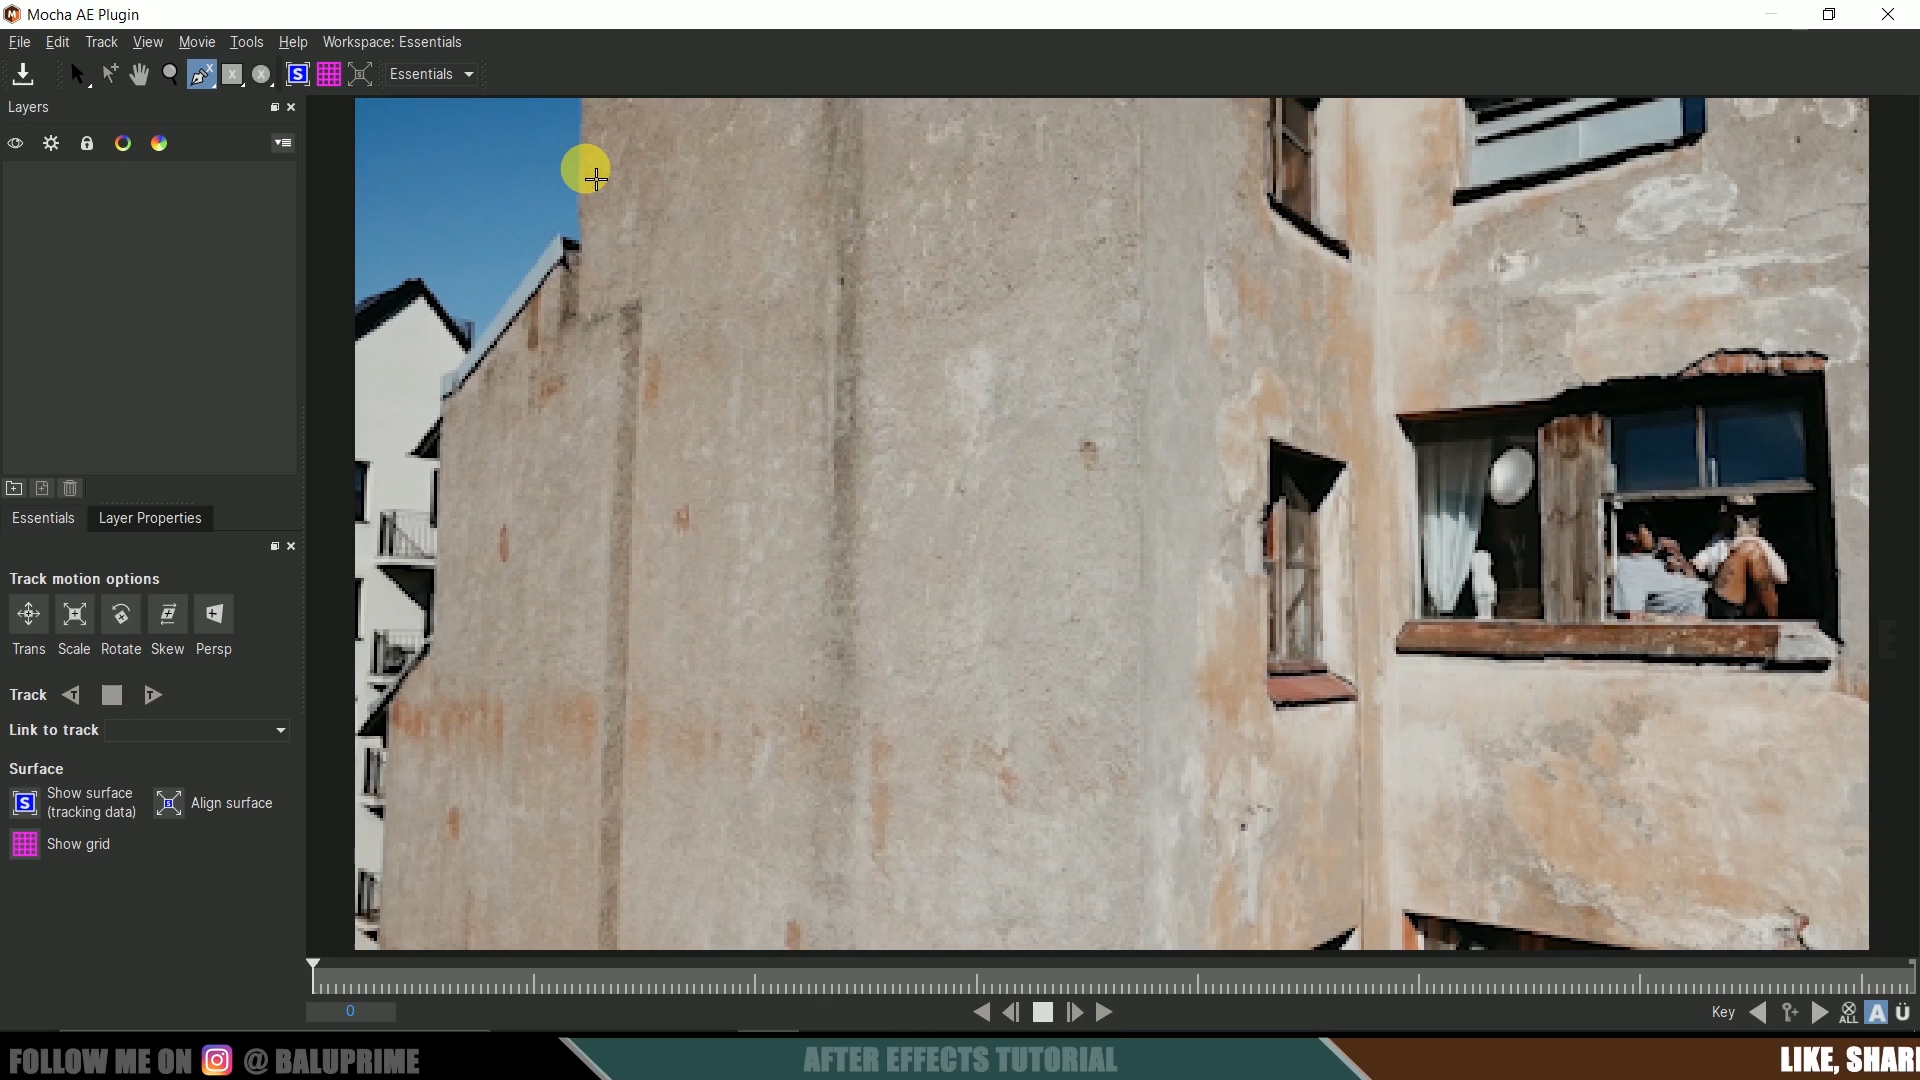 Mocha AE Plugin
File Edit Track View Movie Tools Help Workspace: Essentials
S Essentials
Layers
Essentials Layer Properties
Track motion options
Trans Scale Rotate Skew Persp
Track T T
Link to track
Surface
S Show surface (tracking data)
Align surface
Show grid
E
0
Key ALL A Ü
FOLLOW ME ON @ BALUPRIME
AFTER EFFECTS TUTORIAL
LIKE, SHAR